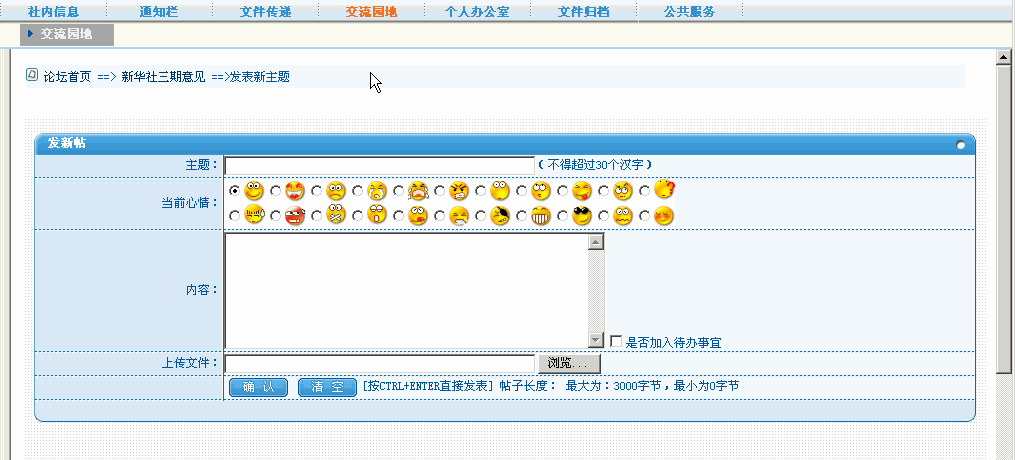 社内信息 通知栏 文件传递 交流园地 个人办公室 文件归档 公共服务
交流园地
论坛首页 ==> 新华社三期意见 ==>发表新主题
发新帖
主题： （不得超过30个汉字）
当前心情：
内容： 是否加入待办事宜
上传文件： 浏览...
确 认 清 空 [按CTRL+ENTER直接发表] 帖子长度： 最大为：3000字节，最小为0字节